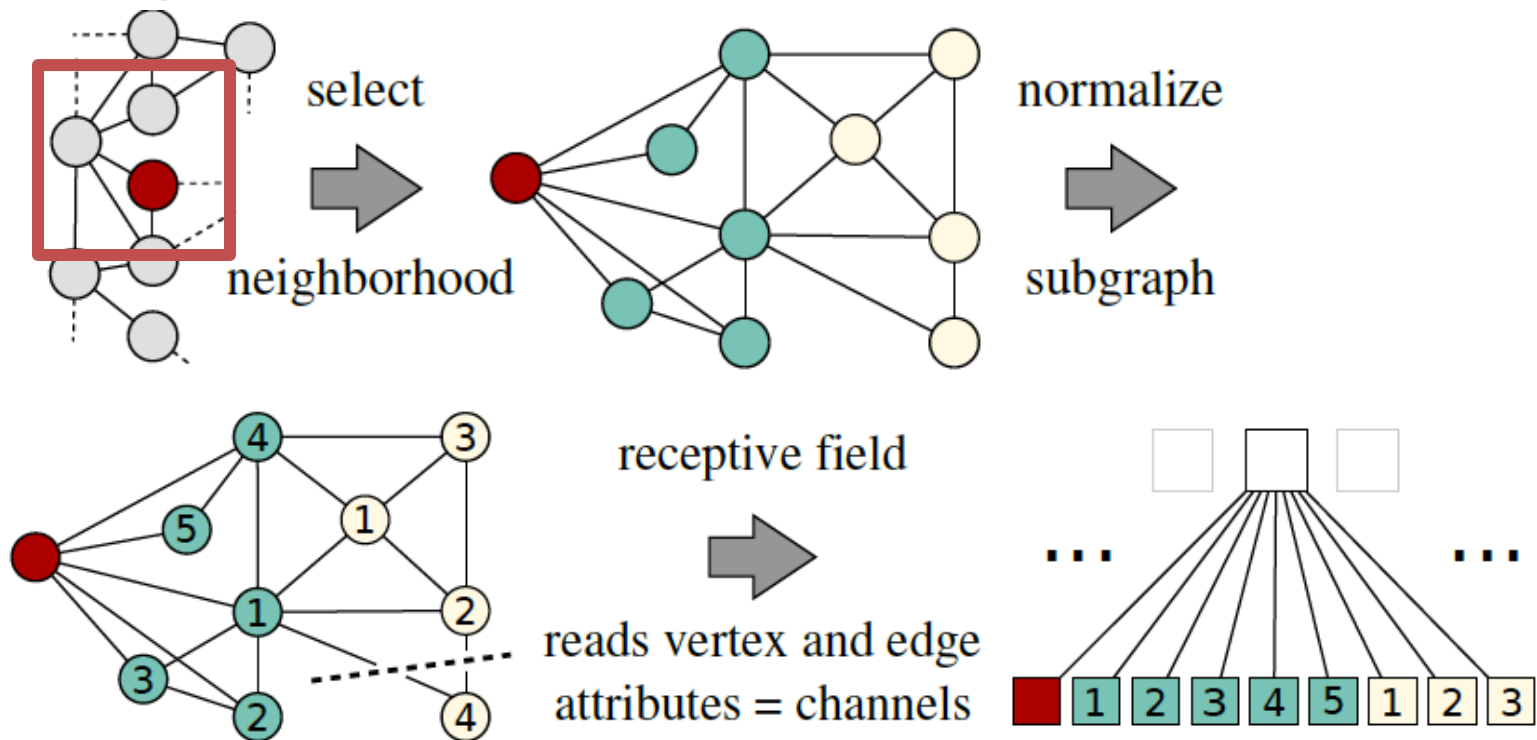 select
neighborhood
normalize
subgraph
4
3
5
1
1
2
3
2
4
receptive field
reads vertex and edge
attributes = channels
...
...
1 2 3 4 5 1 2 3